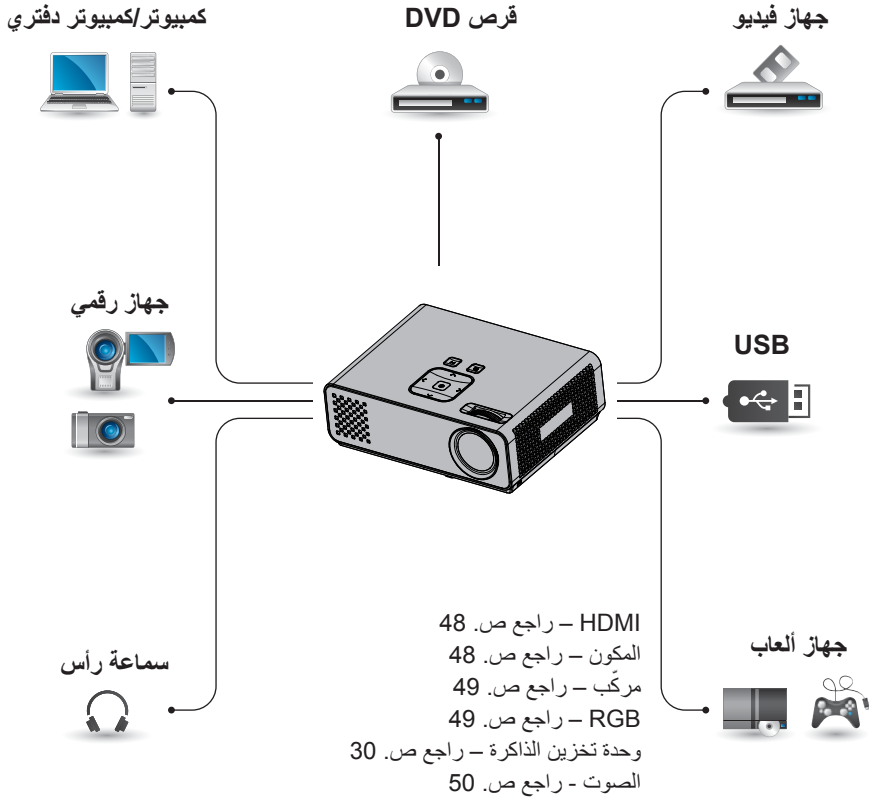 جهاز فيديو
قرص DVD
كمبيوتر/كمبيوتر دفتري
جهاز رقمي
USB
جهاز ألعاب
سماعة رأس
HDMI – راجع ص. 48
المكون – راجع ص. 48
مركّب – راجع ص. 49
RGB – راجع ص. 49
وحدة تخزين الذاكرة – راجع ص. 30
الصوت - راجع ص. 50